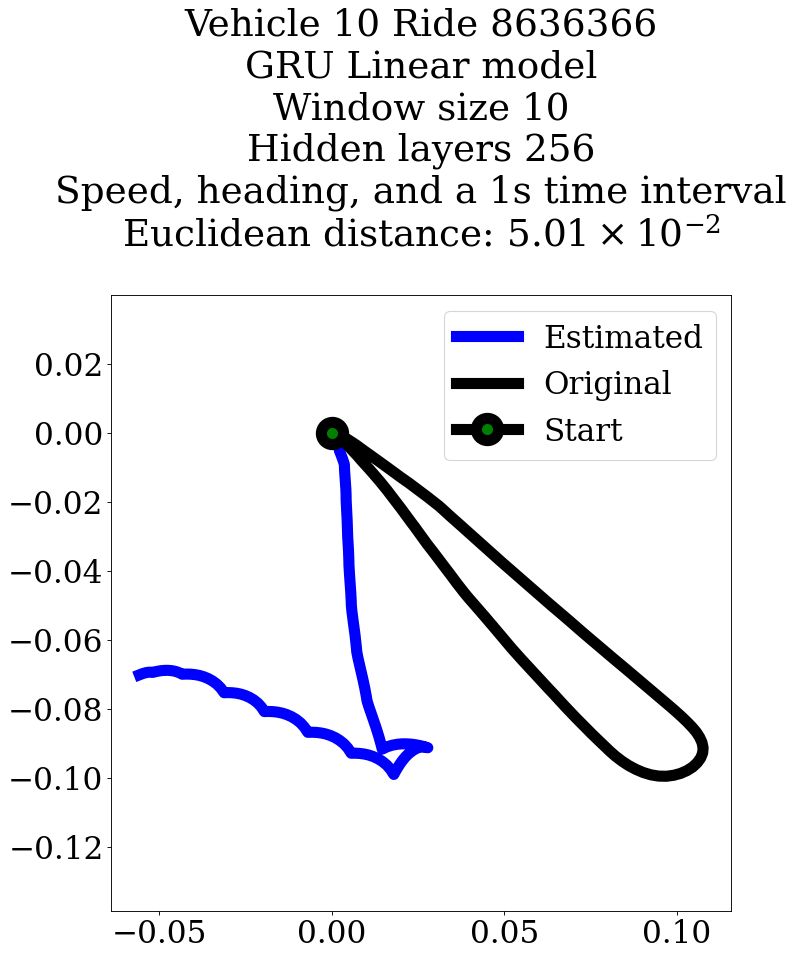 Vehicle 10 Ride 8636366
GRU Linear model
Window size 10
Hidden layers 256
Speed, heading, and a 1s time interval
Euclidean distance: 5.01 × 10⁻²
Estimated
Original
Start
0.02
0.00
−0.02
−0.04
−0.06
−0.08
−0.10
−0.12
−0.05 0.00 0.05 0.10